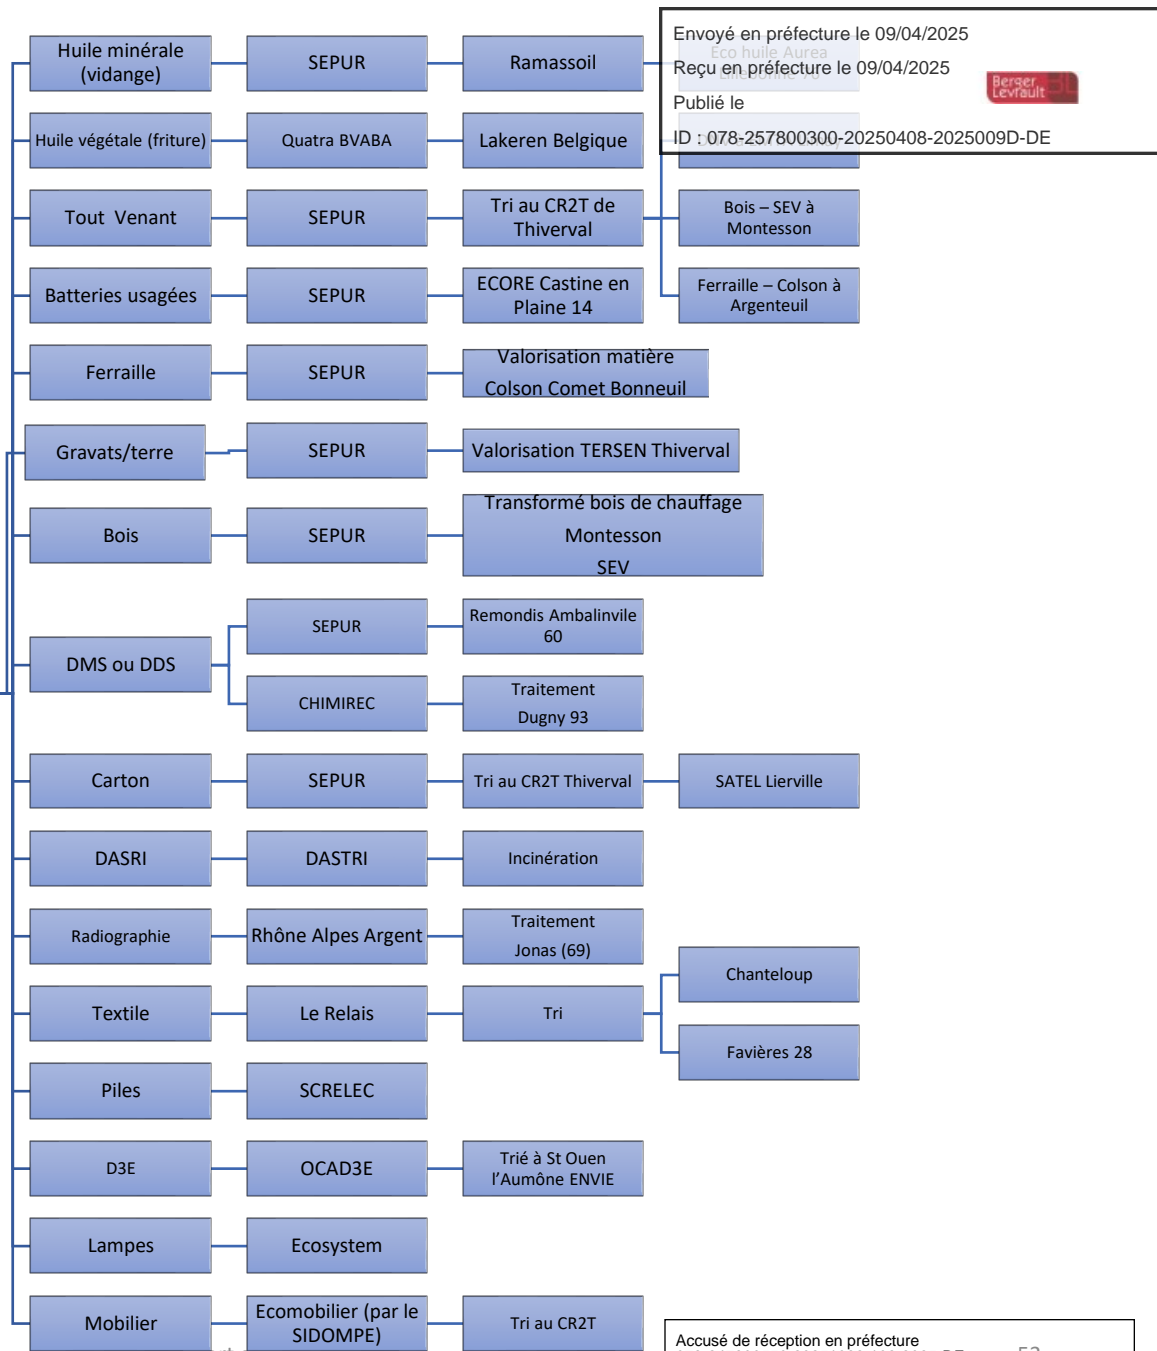 Envoyé en préfecture le 09/04/2025
Reçu en préfecture le 09/04/2025
Publié le
ID : 078-257800300-20250408-2025009D-DE
Berger
Levrault
Huile minérale
(vidange)
SEPUR
Ramassoil
Eco huile Aurea
Huile végétale (friture)
Quatra BVABA
Lakeren Belgique
Tout Venant
SEPUR
Tri au CR2T de
Thiverval
Bois – SEV à
Montesson
Ferraille – Colson à
Argenteuil
Batteries usagées
SEPUR
ECORE Castine en
Plaine 14
Ferraille
SEPUR
Valorisation matière
Colson Comet Bonneuil
Gravats/terre
SEPUR
Valorisation TERSEN Thiverval
Bois
SEPUR
Transformé bois de chauffage
Montesson
SEV
DMS ou DDS
SEPUR
Remondis Ambalinvile
60
CHIMIREC
Traitement
Dugny 93
Carton
SEPUR
Tri au CR2T Thiverval
SATEL Lierville
DASRI
DASTRI
Incinération
Radiographie
Rhône Alpes Argent
Traitement
Jonas (69)
Textile
Le Relais
Tri
Chanteloup
Favières 28
Piles
SCRELEC
D3E
OCAD3E
Trié à St Ouen
l'Aumône ENVIE
Lampes
Ecosystem
Mobilier
Ecomobilier (par le
SIDOMPE)
Tri au CR2T
Accusé de réception en préfecture
52